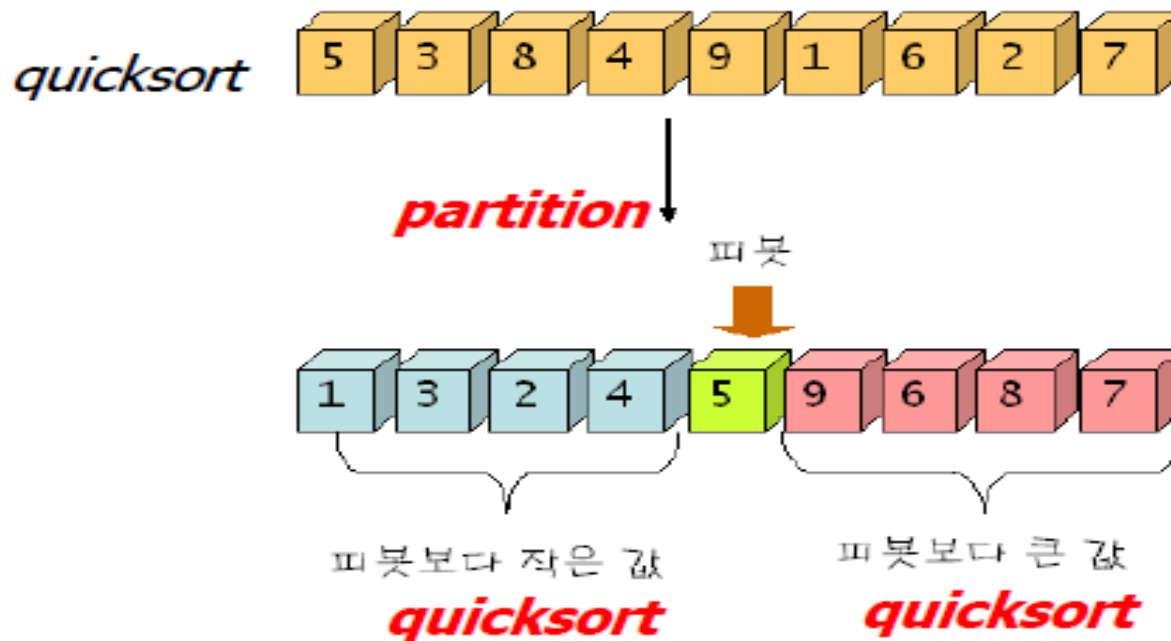 quicksort 5 3 8 4 9 1 6 2 7
partition
피봇
1 3 2 4 5 9 6 8 7
피봇보다 작은 값 피봇보다 큰 값
quicksort quicksort